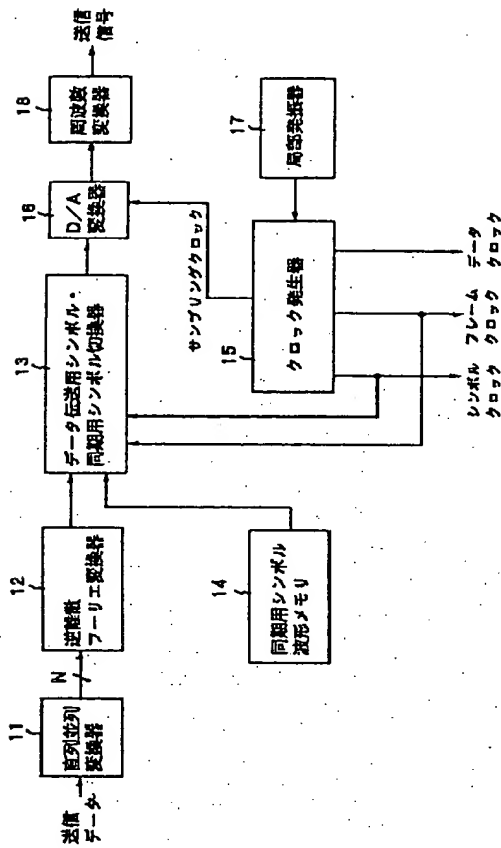 送信
データ
11
直列並列
変換器
N
12
逆離散
フーリエ変換器
13
データ伝送用シンボル・
同期用シンボル切換器
14
同期用シンボル
波形メモリ
16
D/A
変換器
18
周波数
変換器
送信
信号
サンプリングクロック
15
クロック発生器
17
局部発振器
シンボル
クロック
フレーム
クロック
データ
クロック